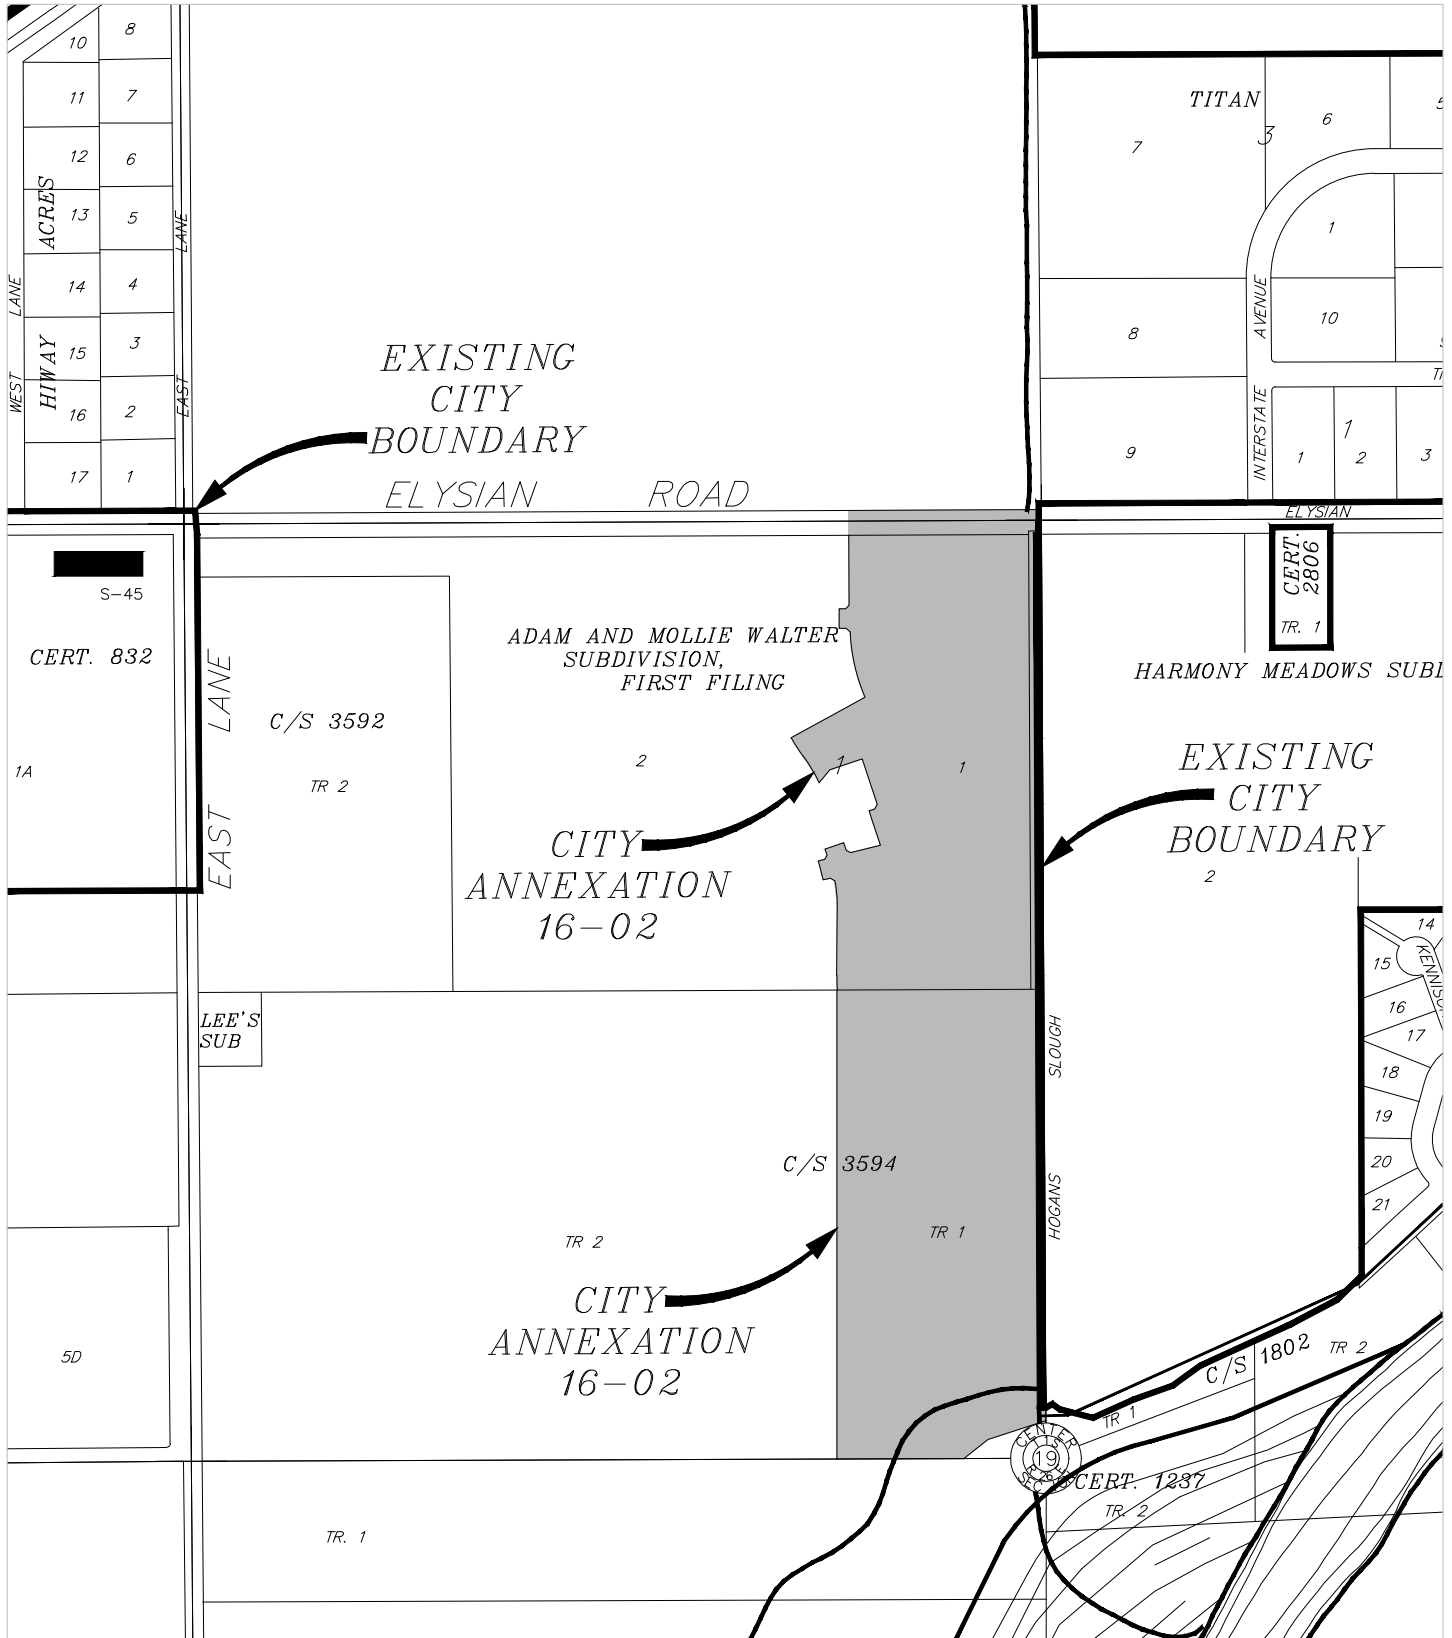 10
8
11
7
12
6
13
5
14
4
15
3
16
2
17
1
HIWAY ACRES
WEST LANE
EAST LANE
TITAN
3
7
6
5
1
8
10
9
1
1
2
3
INTERSTATE AVENUE
EXISTING
CITY
BOUNDARY
ELYSIAN ROAD
ELYSIAN
S-45
CERT. 832
1A
EAST LANE
C/S 3592
TR 2
ADAM AND MOLLIE WALTER
SUBDIVISION,
FIRST FILING
2
1
1
CERT.
2806
TR. 1
HARMONY MEADOWS SUBD
EXISTING
CITY
BOUNDARY
2
CITY
ANNEXATION
16-02
14
15
16
17
18
19
20
21
LEE'S
SUB
HOGANS SLOUGH
C/S 3594
TR 2
TR 1
CITY
ANNEXATION
16-02
5D
C/S 1802
TR 2
TR 1
CENTER
19
CERT. 1237
TR. 2
TR. 1